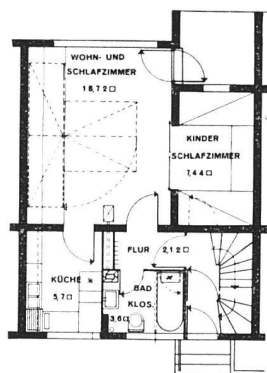 WOHN- UND
SCHLAFZIMMER
18,72□
KINDER
SCHLAFZIMMER
7,44□
FLUR
2,12□
KÜCHE
5,7□
BAD
KLOS.
3,6□